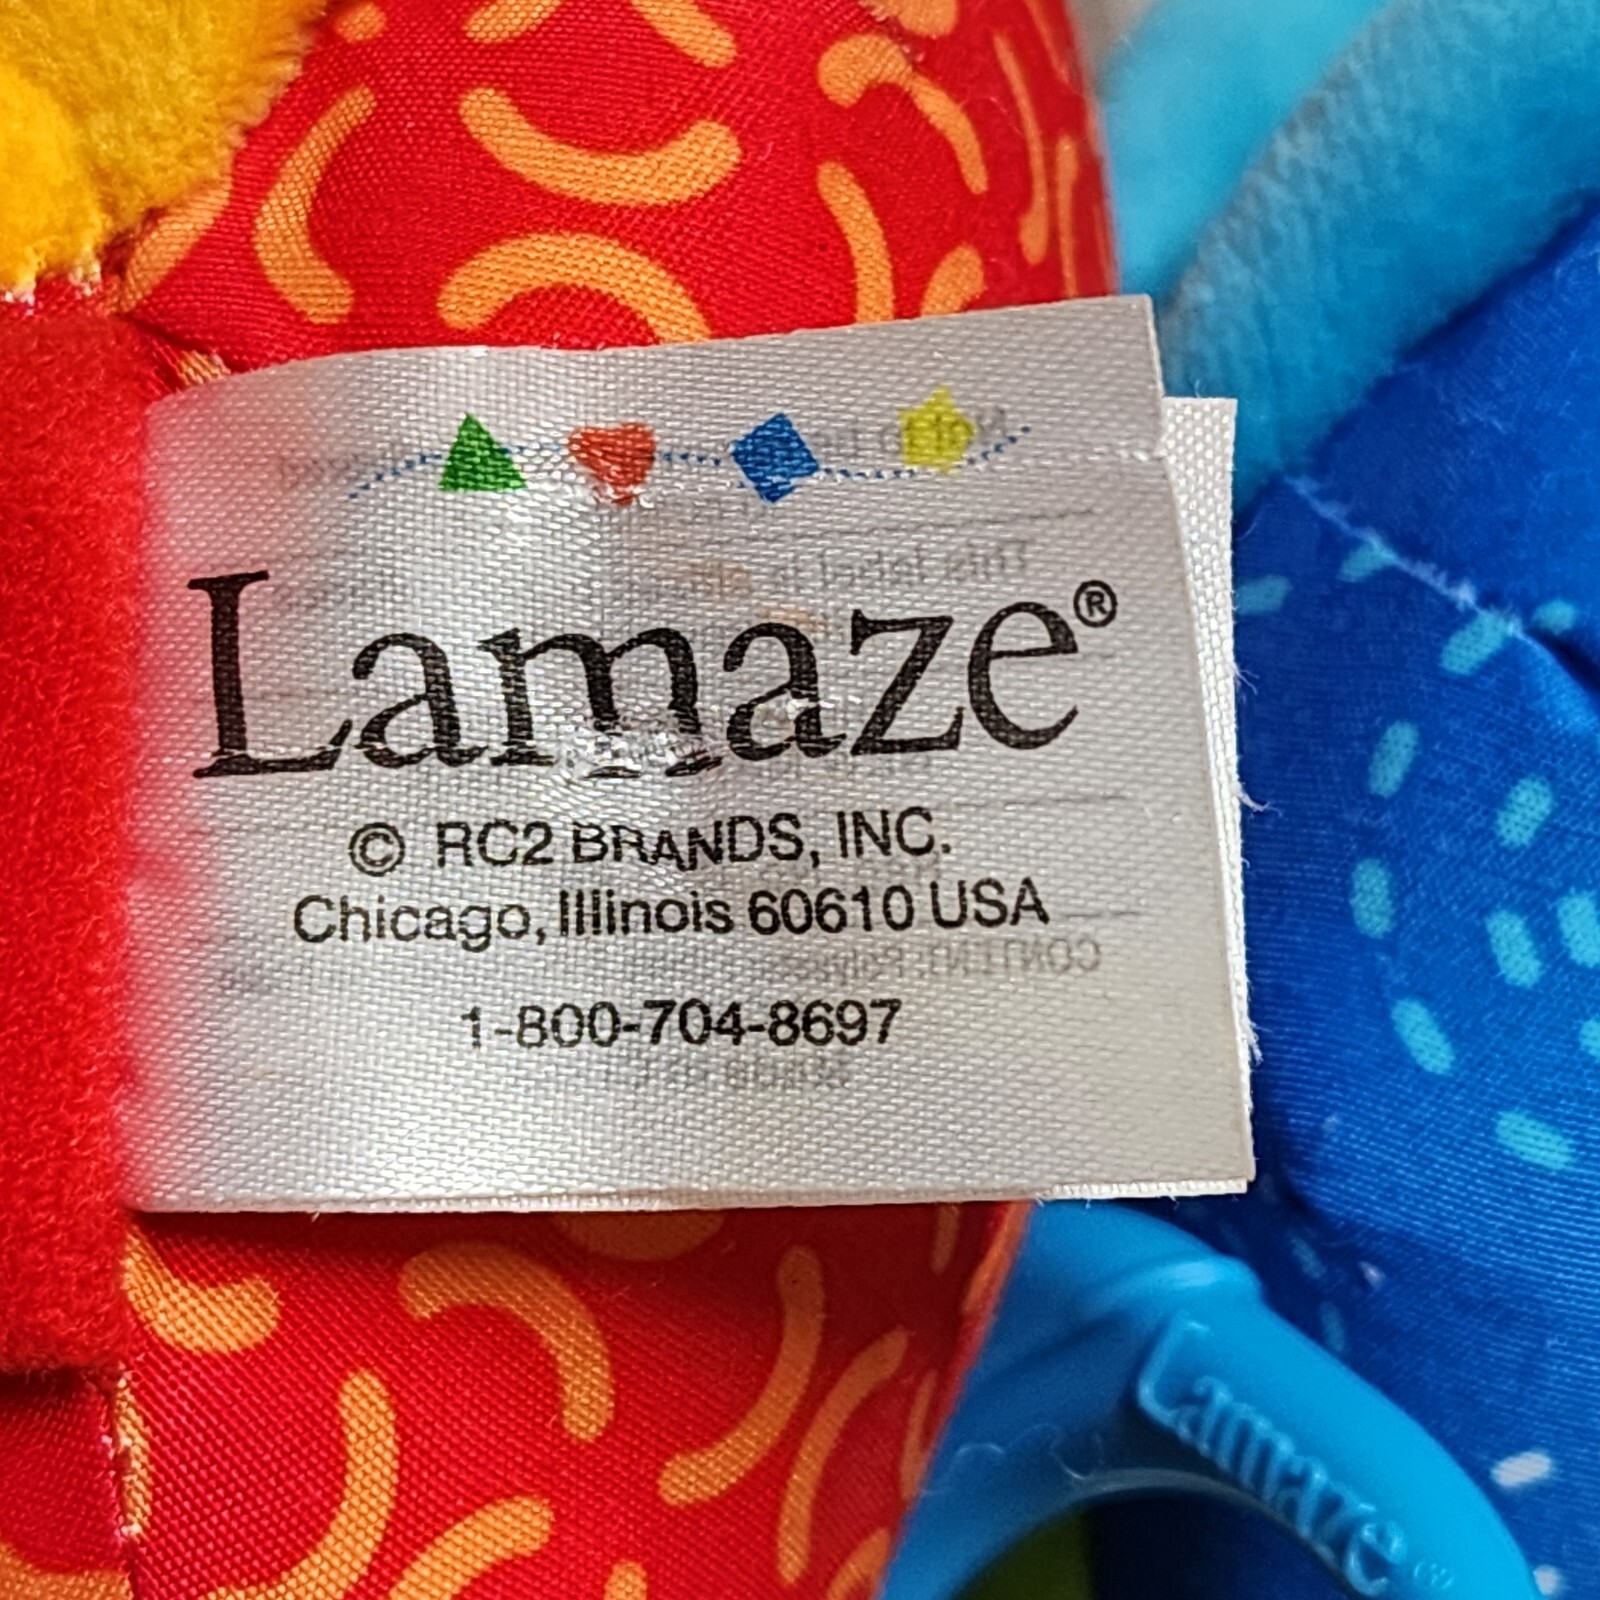 Lamaze®
© RC2 BRANDS, INC.
Chicago, Illinois 60610 USA
1-800-704-8697
Lamaze®